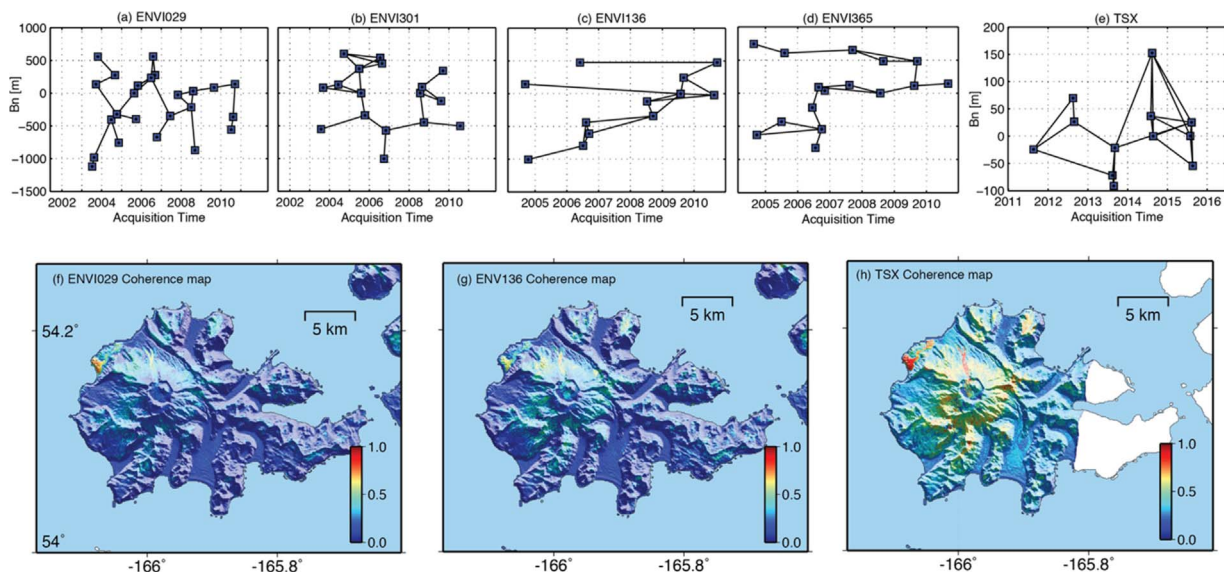 (a) ENVI029
(b) ENVI301
(c) ENVI136
(d) ENVI365
(e) TSX
Bn [m]
1000
500
0
−500
−1000
−1500
2002 2004 2006 2008 2010
Acquisition Time
2002 2004 2006 2008 2010
Acquisition Time
2005 2006 2007 2008 2009 2010
Acquisition Time
2005 2006 2007 2008 2009 2010
Acquisition Time
Bn [m]
200
150
100
50
0
−50
−100
2011 2012 2013 2014 2015 2016
Acquisition Time
(f) ENVI029 Coherence map
5 km
54.2°
54°
1.0
0.5
0.0
-166°
-165.8°
(g) ENV136 Coherence map
5 km
1.0
0.5
0.0
-166°
-165.8°
(h) TSX Coherence map
5 km
1.0
0.5
0.0
-166°
-165.8°